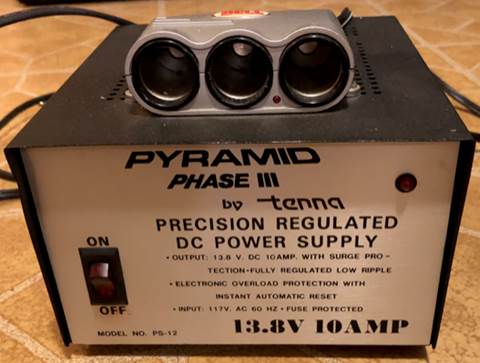 PYRAMID
PHASE III
by tenna
PRECISION REGULATED
DC POWER SUPPLY
• OUTPUT: 13.8 V. DC 10AMP. WITH SURGE PRO -
TECTION • FULLY REGULATED LOW RIPPLE
• ELECTRONIC OVERLOAD PROTECTION WITH
INSTANT AUTOMATIC RESET
• INPUT: 117V. AC 60 HZ • FUSE PROTECTED
ON
OFF
MODEL NO. PS-12
13.8V 10AMP